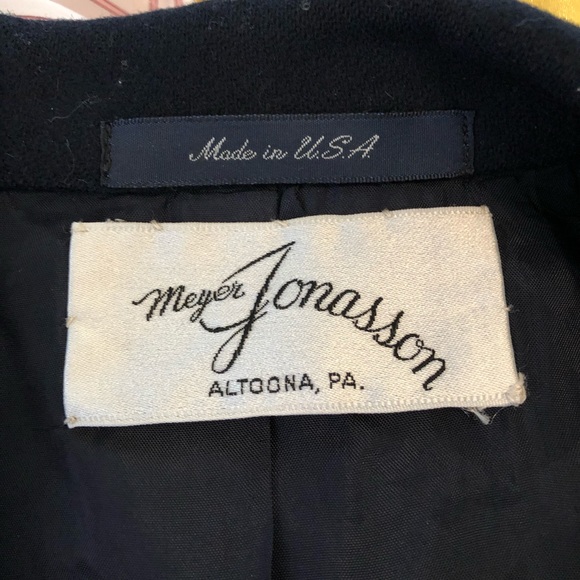 Made in U.S.A.
Meyer Jonasson
ALTOONA, PA.